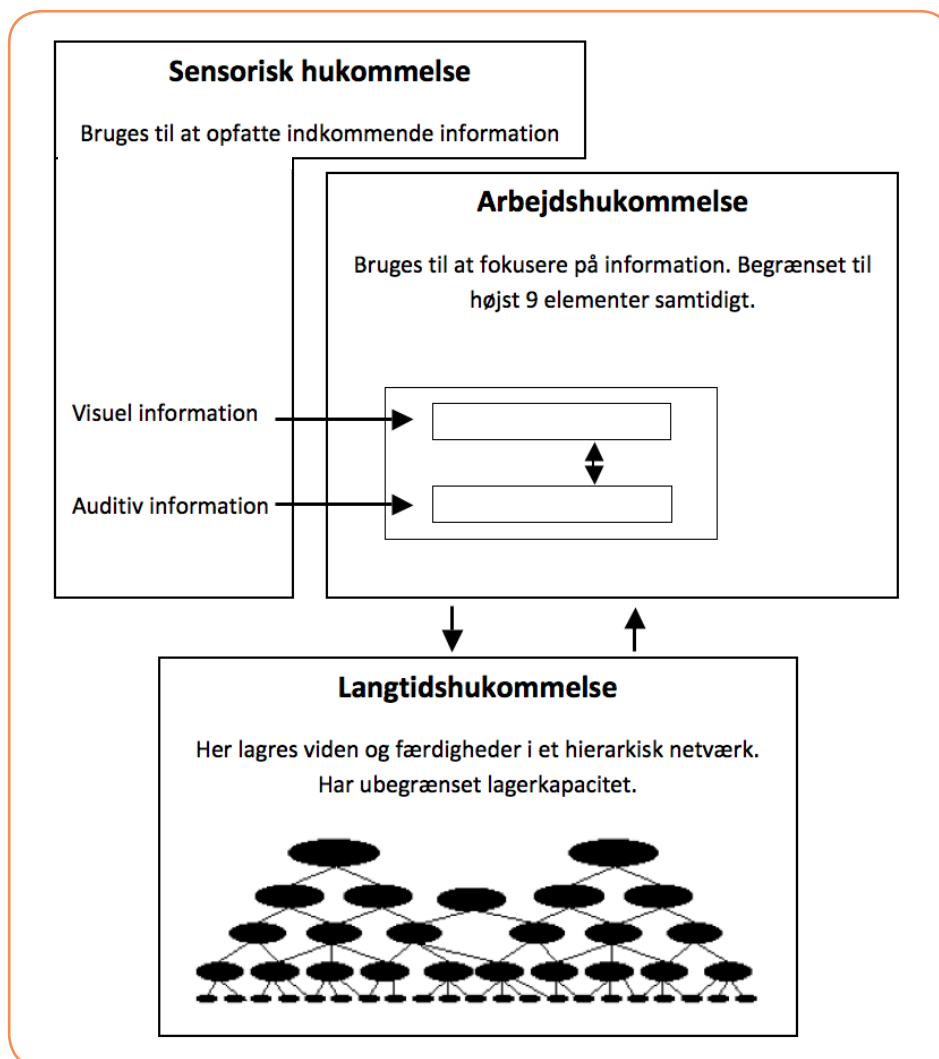 Sensorisk hukommelse
Bruges til at opfatte indkommende information
Arbejdshukommelse
Bruges til at fokusere på information. Begrænset til
højst 9 elementer samtidigt.
Visuel information
Auditiv information
Langtidshukommelse
Her lagres viden og færdigheder i et hierarkisk netværk.
Har ubegrænset lagerkapacitet.